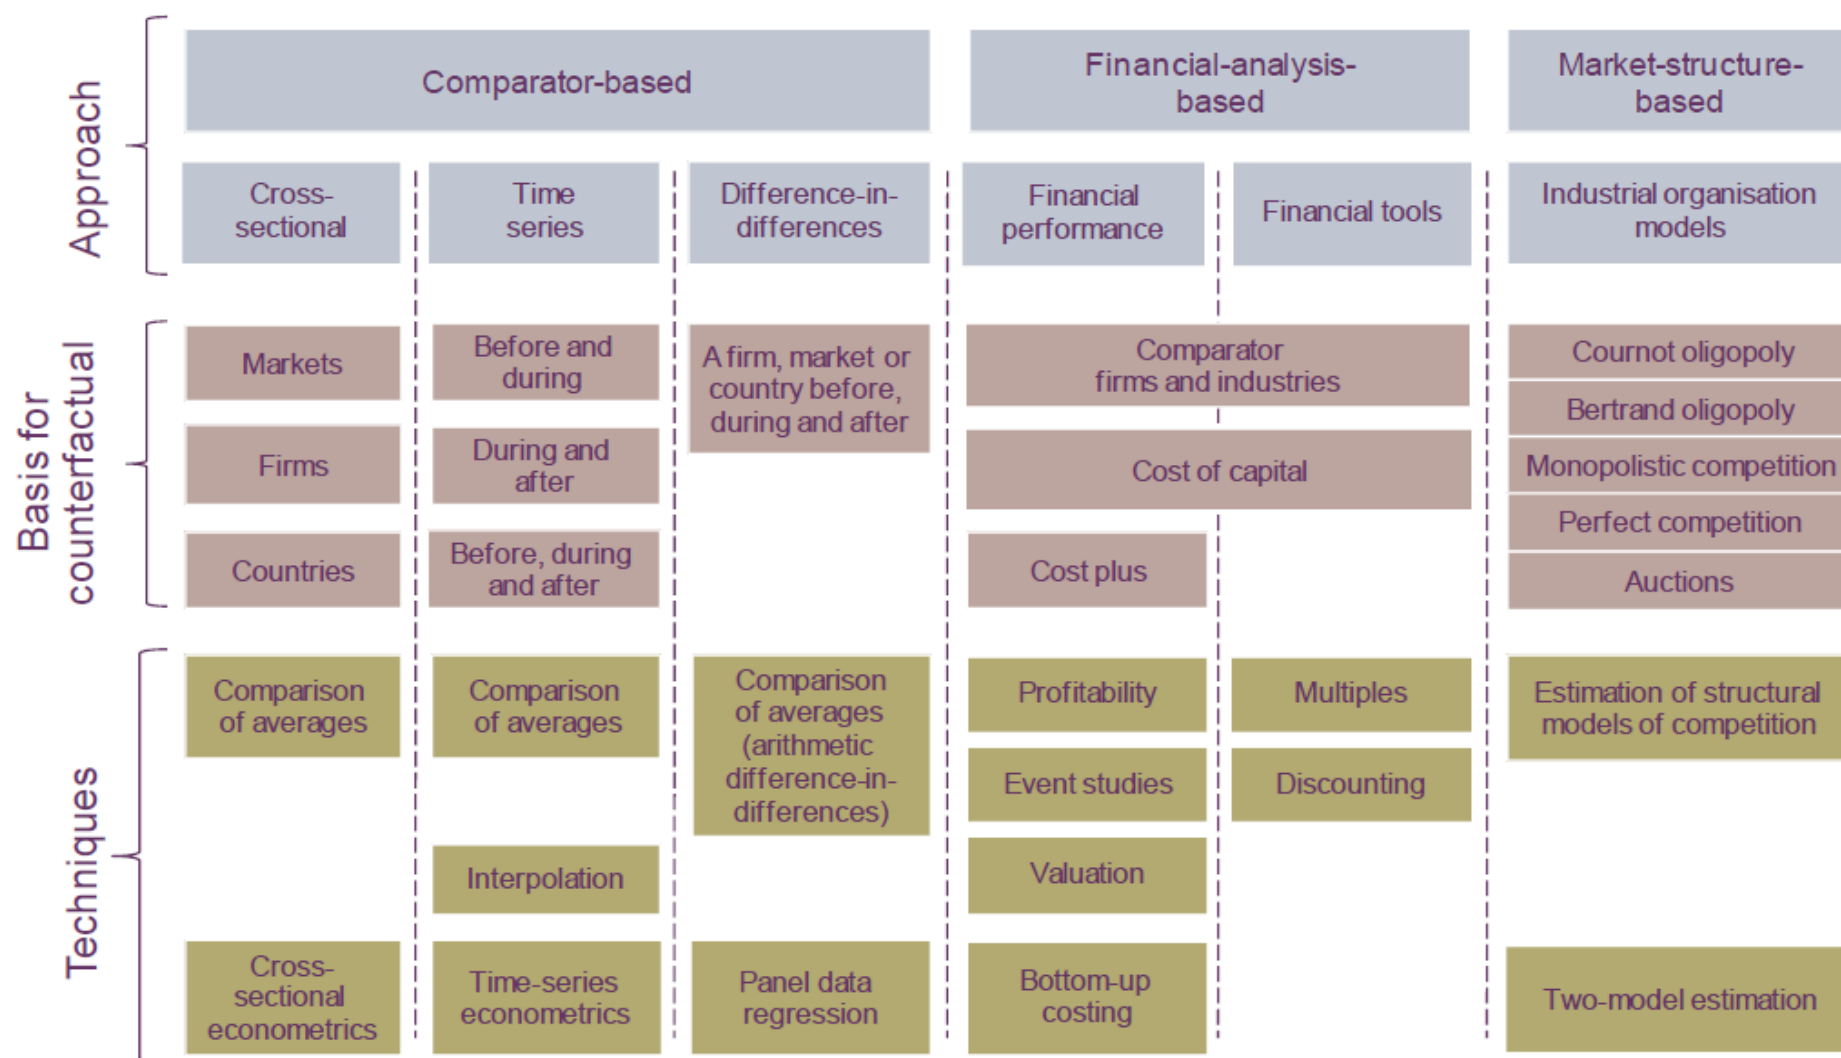 Approach
Comparator-based
Financial-analysis-
based
Market-structure-
based
Cross-
sectional
Time
series
Difference-in-
differences
Financial
performance
Financial tools
Industrial organisation
models
Basis for
counterfactual
Markets
Firms
Countries
Before and
during
During and
after
Before, during
and after
A firm, market or
country before,
during and after
Comparator
firms and industries
Cost of capital
Cost plus
Cournot oligopoly
Bertrand oligopoly
Monopolistic competition
Perfect competition
Auctions
Techniques
Comparison
of averages
Cross-
sectional
econometrics
Comparison
of averages
Interpolation
Time-series
econometrics
Comparison
of averages
(arithmetic
difference-in-
differences)
Panel data
regression
Profitability
Event studies
Valuation
Bottom-up
costing
Multiples
Discounting
Estimation of structural
models of competition
Two-model estimation